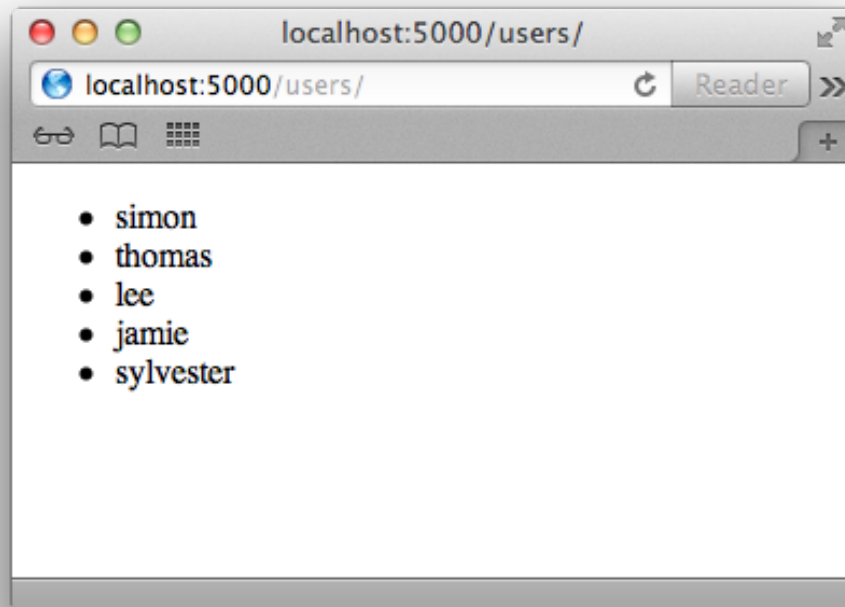 localhost:5000/users/
localhost:5000/users/
Reader
simon
thomas
lee
jamie
sylvester